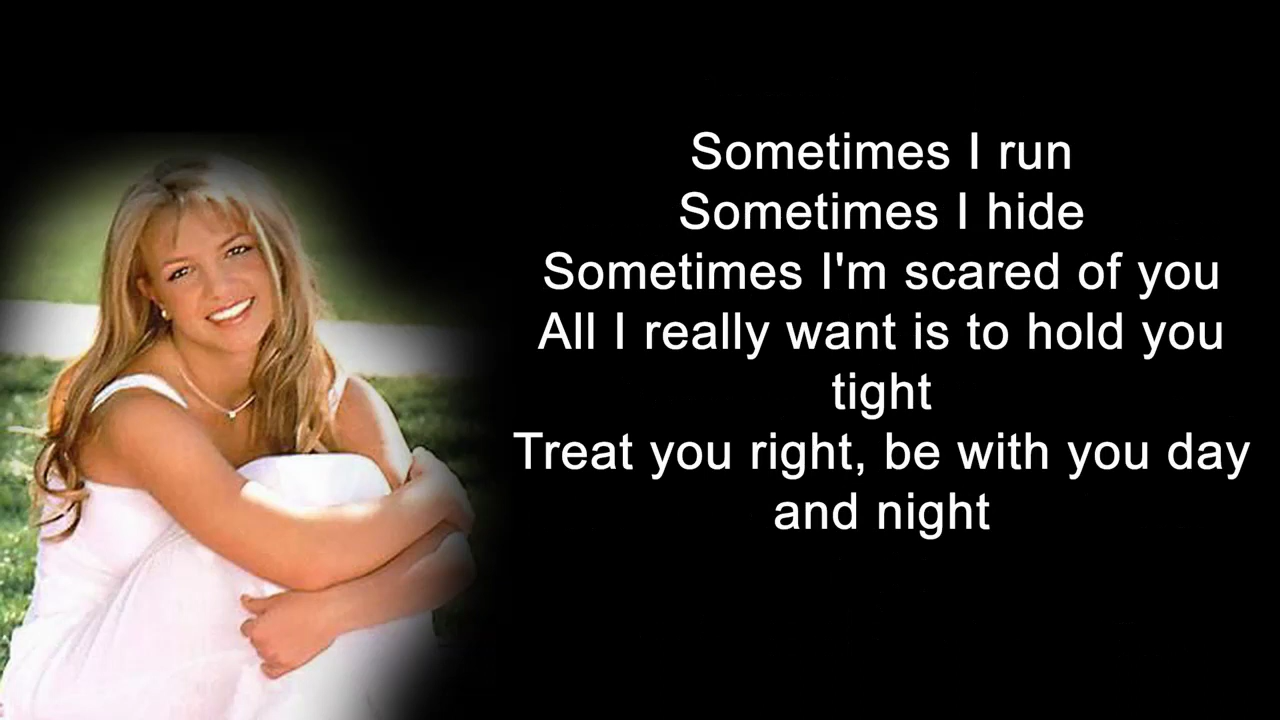 Sometimes I run
Sometimes I hide
Sometimes I'm scared of you
All I really want is to hold you
tight
Treat you right, be with you day
and night